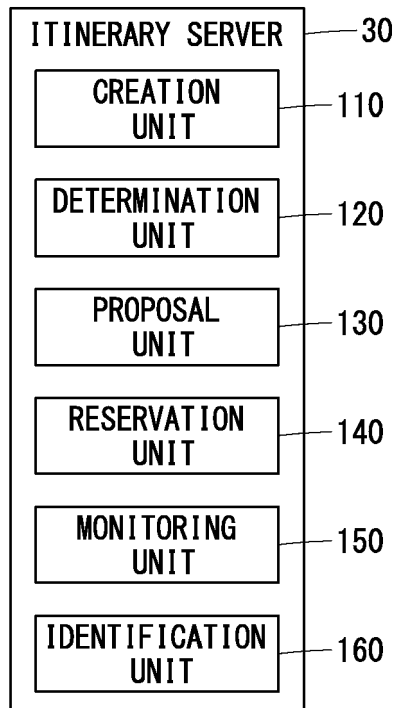 ITINERARY SERVER 30
CREATION
UNIT
110
DETERMINATION
UNIT
120
PROPOSAL
UNIT
130
RESERVATION
UNIT
140
MONITORING
UNIT
150
IDENTIFICATION
UNIT
160